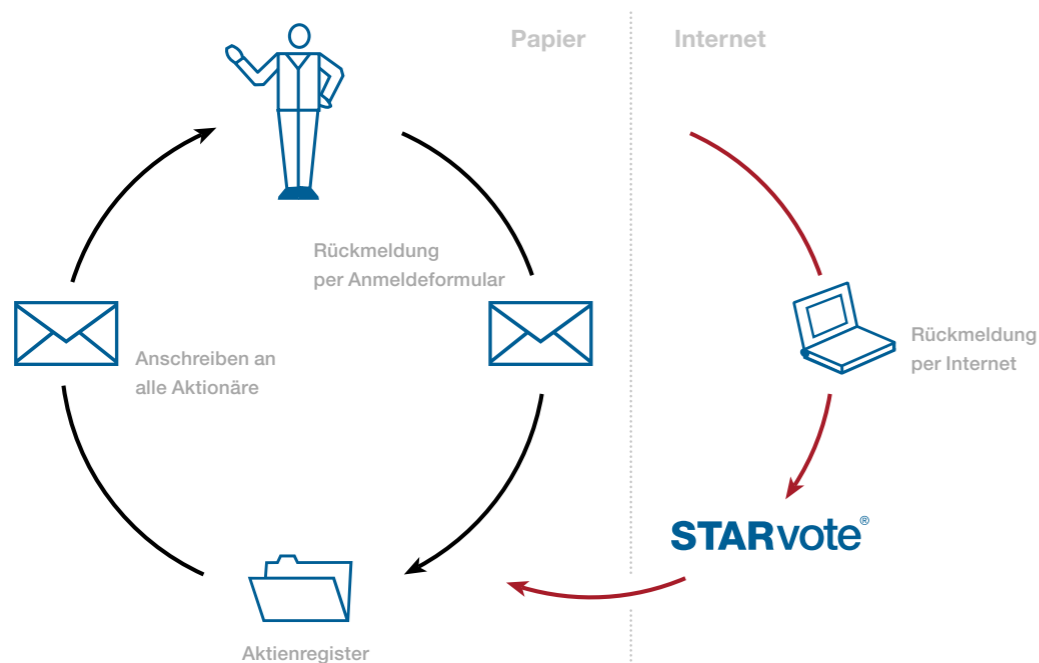 Papier
Internet
Rückmeldung
per Anmeldeformular
Anschreiben an
alle Aktionäre
Rückmeldung
per Internet
STARvote®
Aktienregister